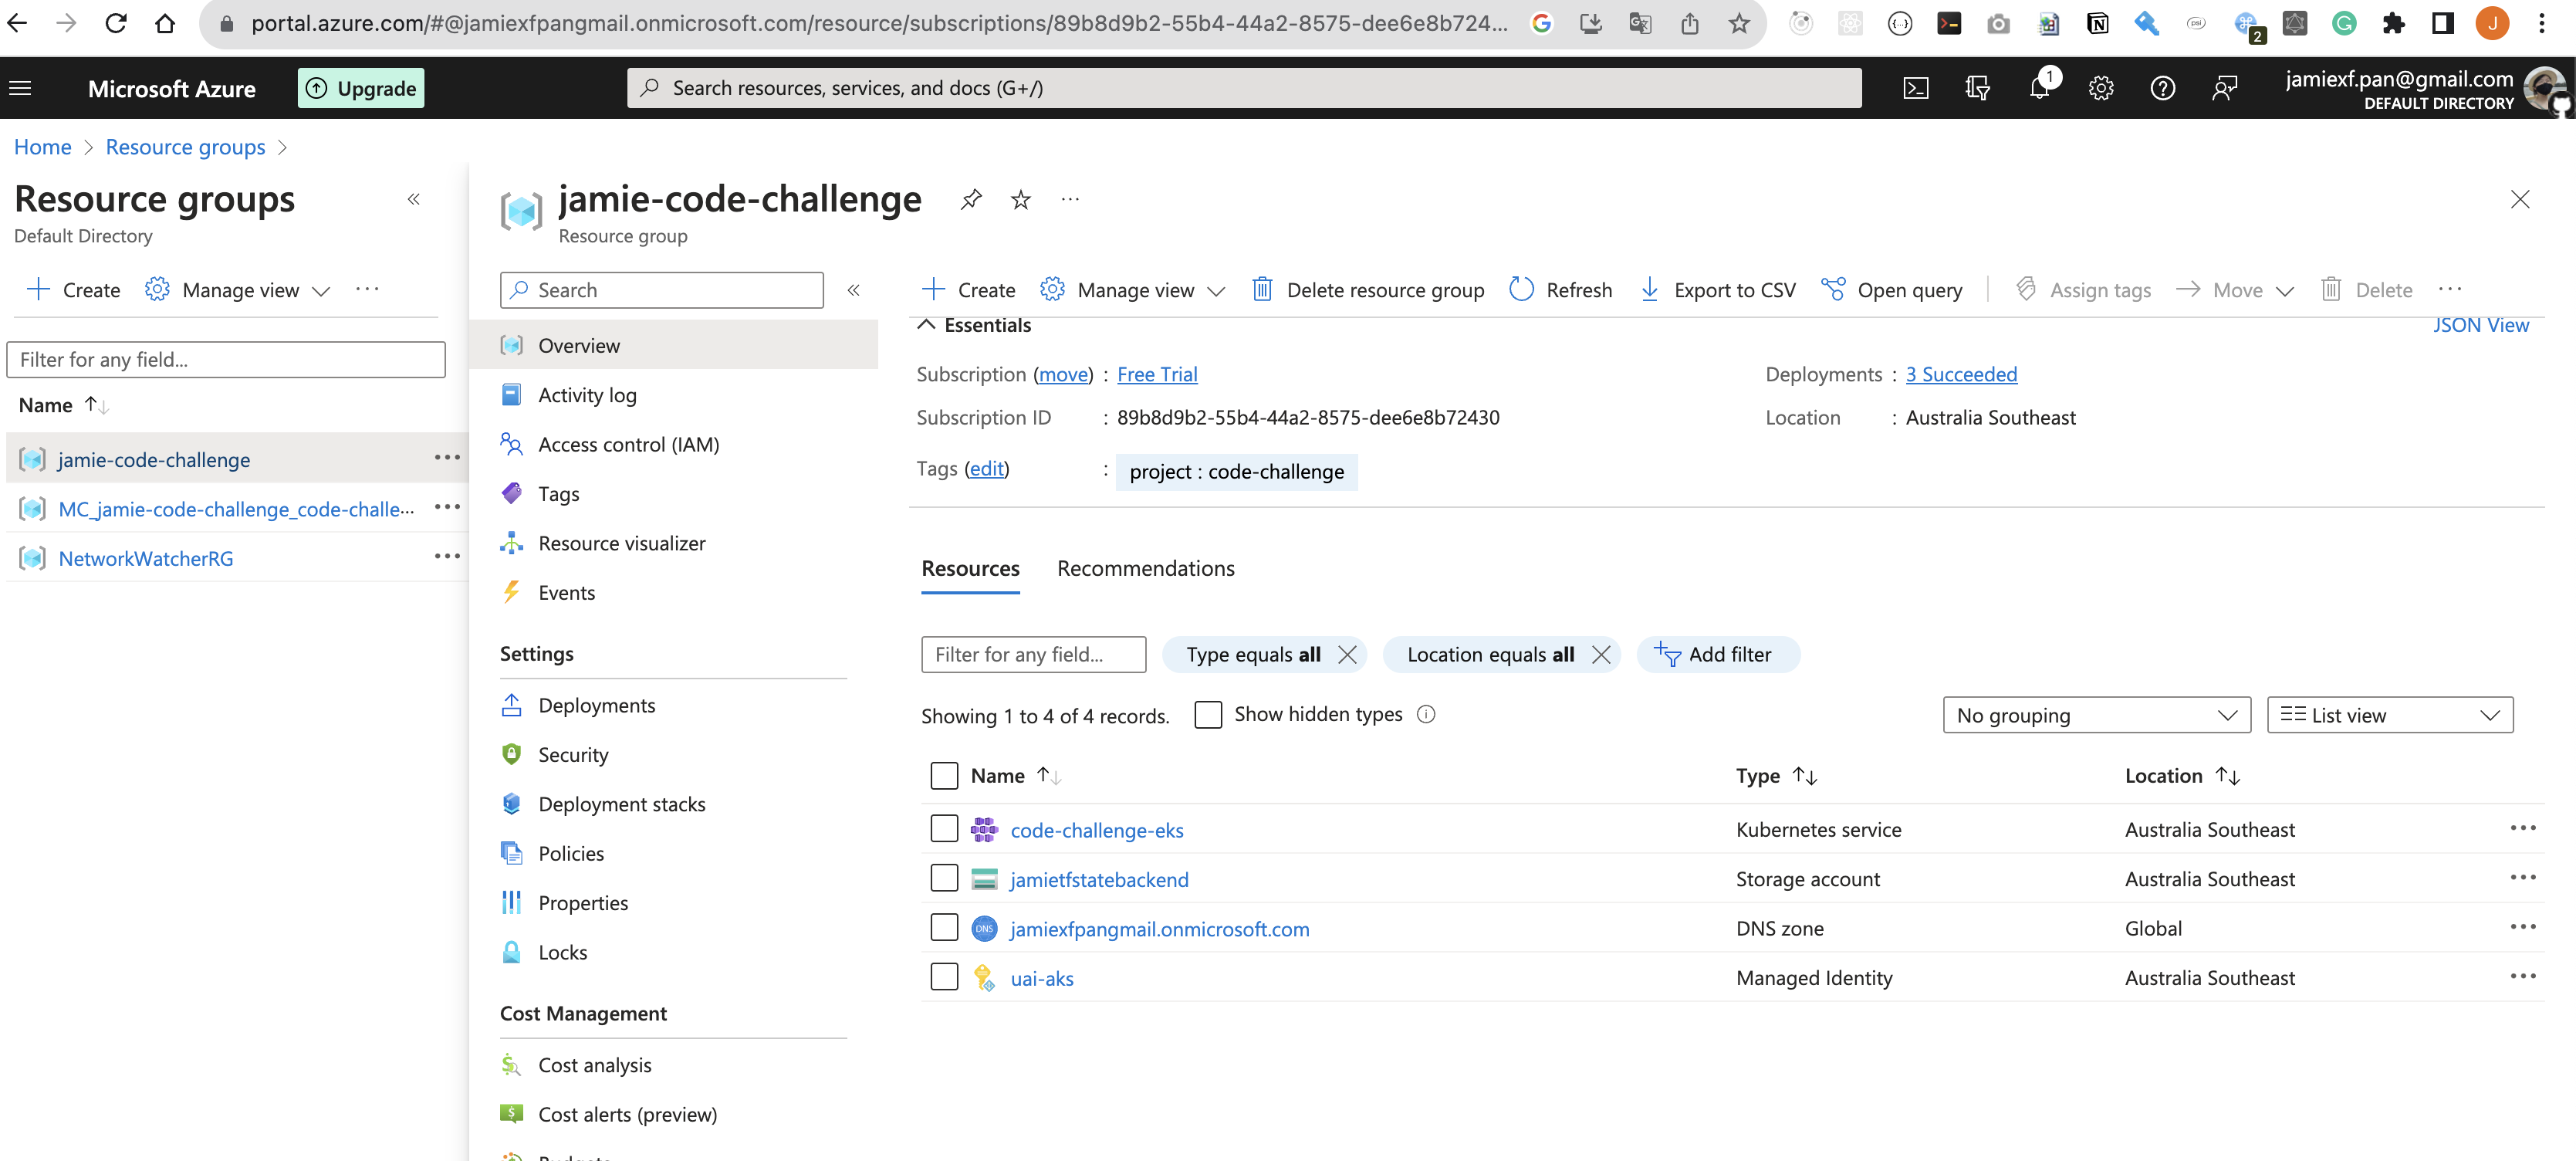 portal.azure.com/#@jamiexfpangmail.onmicrosoft.com/resource/subscriptions/89b8d9b2-55b4-44a2-8575-dee6e8b724...
2
J
Microsoft Azure
Upgrade
Search resources, services, and docs (G+/)
1
jamiexf.pan@gmail.com
DEFAULT DIRECTORY
Home > Resource groups >
Resource groups
Default Directory
Create
Manage view
Filter for any field...
Name
jamie-code-challenge
MC_jamie-code-challenge_code-challe...
NetworkWatcherRG
jamie-code-challenge
Resource group
Search
Overview
Activity log
Access control (IAM)
Tags
Resource visualizer
Events
Settings
Deployments
Security
Deployment stacks
Policies
Properties
Locks
Cost Management
Cost analysis
Cost alerts (preview)
Budgets
Create
Manage view
Delete resource group
Refresh
Export to CSV
Open query
Assign tags
Move
Delete
Essentials
JSON View
Subscription (move) : Free Trial
Subscription ID : 89b8d9b2-55b4-44a2-8575-dee6e8b72430
Tags (edit) : project : code-challenge
Deployments : 3 Succeeded
Location : Australia Southeast
Resources
Recommendations
Filter for any field...
Type equals all
Location equals all
Add filter
Showing 1 to 4 of 4 records.
Show hidden types
No grouping
List view
Name Type Location
code-challenge-eks Kubernetes service Australia Southeast
jamietfstatebackend Storage account Australia Southeast
DNS jamiexfpangmail.onmicrosoft.com DNS zone Global
uai-aks Managed Identity Australia Southeast